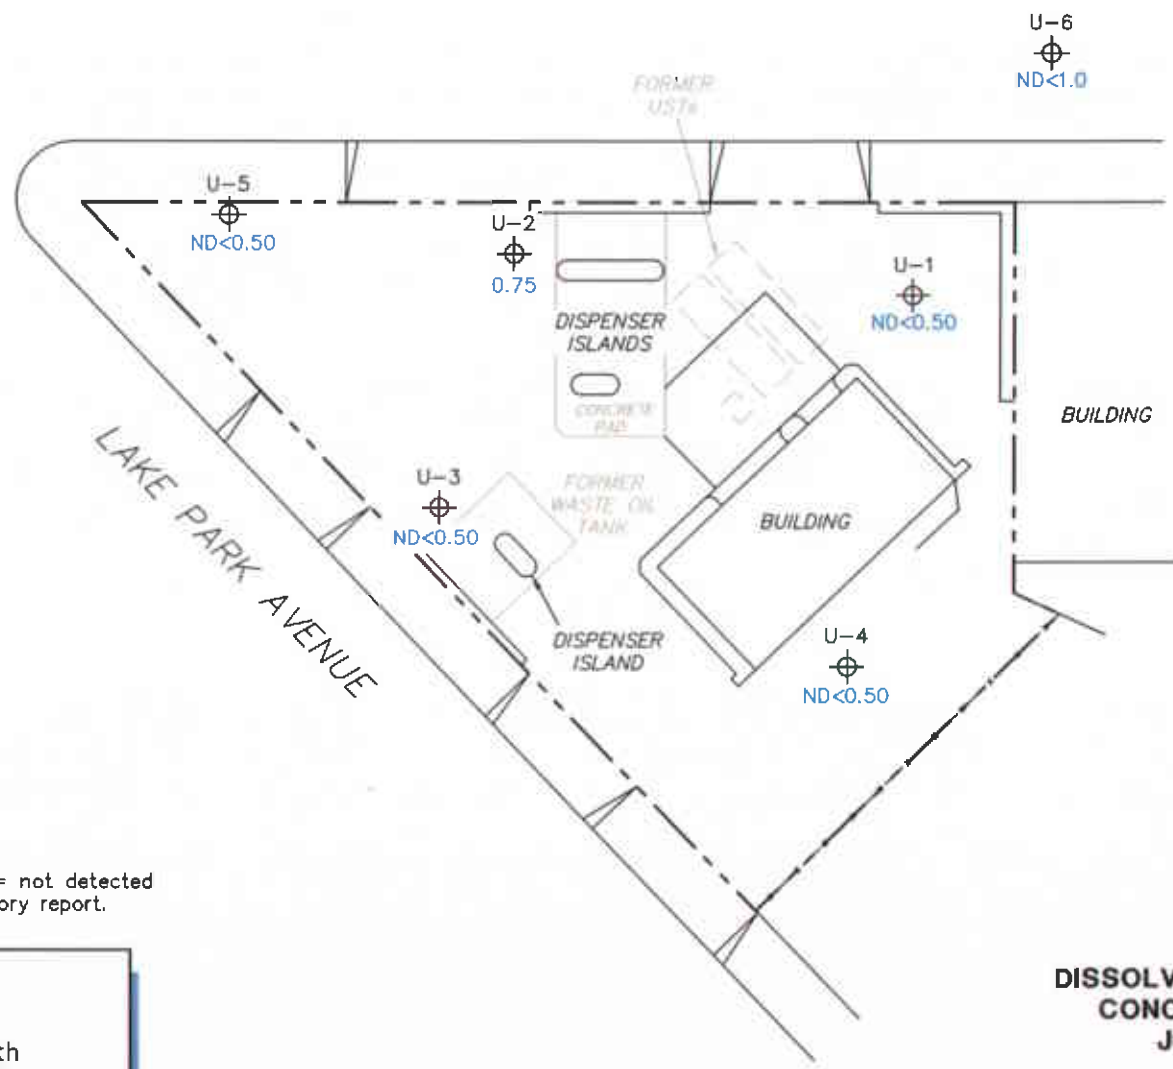 U-6
ND<1.0
FORMER
USTs
U-5
ND<0.50
U-2
0.75
U-1
ND<0.50
DISPENSER
ISLANDS
CONCRETE
PAD
BUILDING
LAKE PARK AVENUE
U-3
ND<0.50
FORMER
WASTE OIL
TANK
BUILDING
DISPENSER
ISLAND
U-4
ND<0.50
= not detected
ory report.
DISSOLV
CONC
J
th